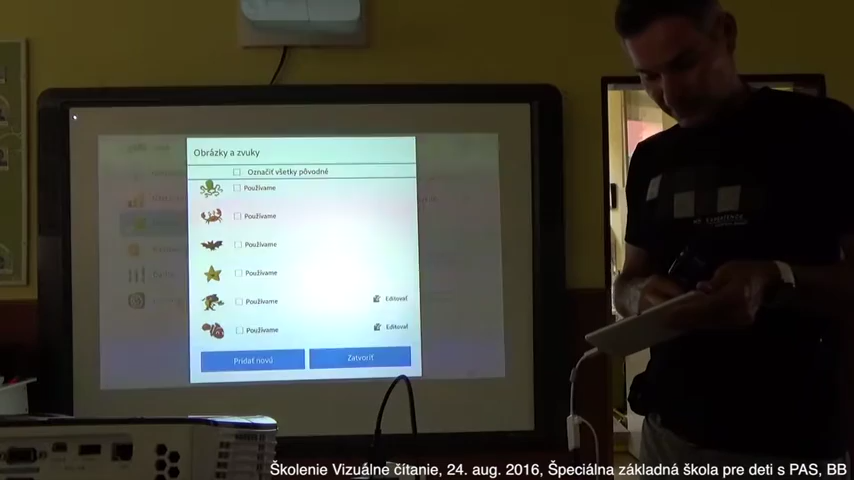 Obrázky a zvuky
Označiť všetky pôvodné
Používame
Používame
Používame
Používame
Používame
Editovať
Používame
Editovať
Pridať novú
Zatvoriť
Školenie Vizuálne čítanie, 24. aug. 2016, Špeciálna základná škola pre deti s PAS, BB